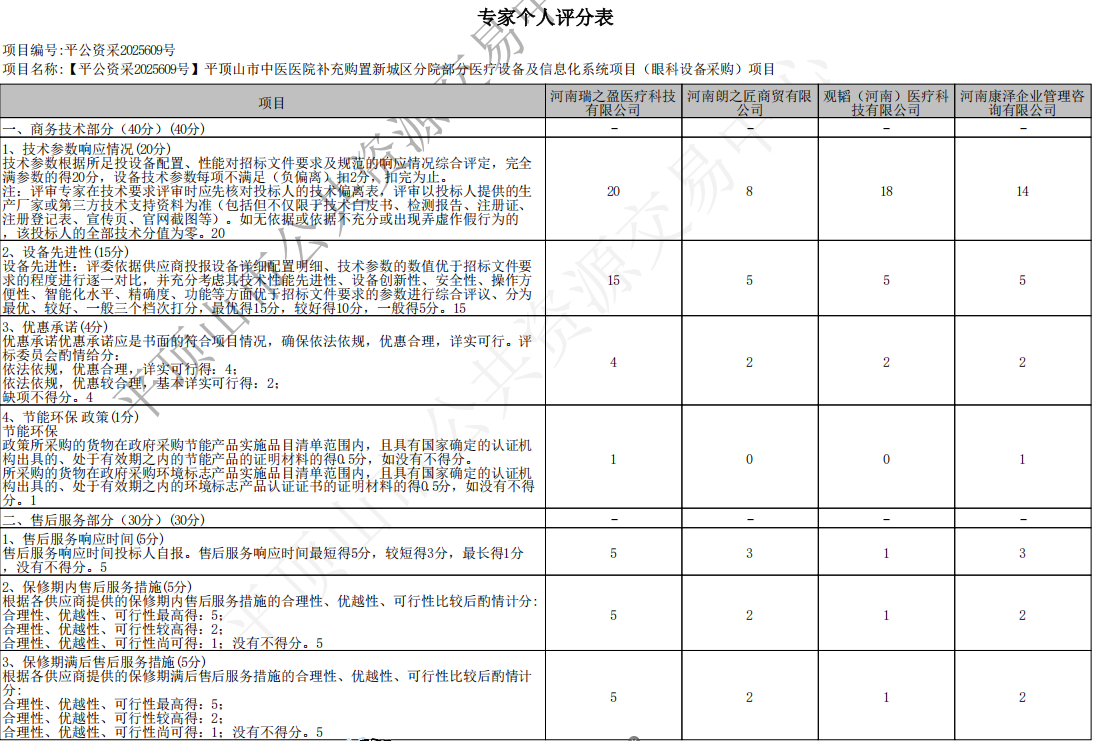 专家个人评分表
项目编号:平公资采2025609号
项目名称:【平公资采2025609号】平顶山市中医医院补充购置新城区分院部分医疗设备及信息化系统项目（眼科设备采购）项目
项目
河南瑞之盈医疗科技
有限公司
河南朗之匠商贸有限
公司
观韬（河南）医疗科
技有限公司
河南康泽企业管理咨
询有限公司
一、商务技术部分（40分）(40分)
-
-
-
-
1、技术参数响应情况(20分)
技术参数根据所投设备配置、性能对招标文件要求及规范的响应情况综合评定，完全
满参数的得20分，设备技术参数每项不满足（负偏离）扣2分，扣完为止。
注：评审专家在技术要求评审时应先核对投标人的技术偏离表，评审以投标人提供的生
产厂家或第三方技术支持资料为准（包括但不仅限于技术白皮书、检测报告、注册证、
注册登记表、宣传页、官网截图等）。如无依据或依据不充分或出现弄虚作假行为的
，该投标人的全部技术分值为零。20
20
8
18
14
2、设备先进性(15分)
设备先进性：评委依据供应商投报设备详细配置明细、技术参数的数值优于招标文件要
求的程度进行逐一对比，并充分考虑其技术性能先进性、设备创新性、安全性、操作方
便性、智能化水平、精确度、功能等方面优于招标文件要求的参数进行综合评议、分为
最优、较好、一般三个档次打分，最优得15分，较好得10分，一般得5分。15
15
5
5
5
3、优惠承诺(4分)
优惠承诺优惠承诺应是书面的符合项目情况，确保依法依规，优惠合理，详实可行。评
标委员会酌情给分：
依法依规，优惠合理，详实可行得：4；
依法依规，优惠较合理，基本详实可行得：2；
缺项不得分。4
4
2
2
2
4、节能环保 政策(1分)
节能环保
政策所采购的货物在政府采购节能产品实施品目清单范围内，且具有国家确定的认证机
构出具的、处于有效期之内的节能产品的证明材料的得0.5分，如没有不得分。
所采购的货物在政府采购环境标志产品实施品目清单范围内，且具有国家确定的认证机
构出具的、处于有效期之内的环境标志产品认证证书的证明材料的得0.5分，如没有不得
分。1
1
0
0
1
二、售后服务部分（30分）(30分)
-
-
-
-
1、售后服务响应时间(5分)
售后服务响应时间投标人自报。售后服务响应时间最短得5分，较短得3分，最长得1分
，没有不得分。5
5
3
1
3
2、保修期内售后服务措施(5分)
根据各供应商提供的保修期内售后服务措施的合理性、优越性、可行性比较后酌情计分:
合理性、优越性、可行性最高得：5；
合理性、优越性、可行性较高得：2；
合理性、优越性、可行性尚可得：1；没有不得分。5
5
2
1
2
3、保修期满后售后服务措施(5分)
根据各供应商提供的保修期满后售后服务措施的合理性、优越性、可行性比较后酌情计
分:
合理性、优越性、可行性最高得：5；
合理性、优越性、可行性较高得：2；
合理性、优越性、可行性尚可得：1；没有不得分。5
5
2
1
2
平顶山市公共资源交易中
平顶山市公共资源交易中心